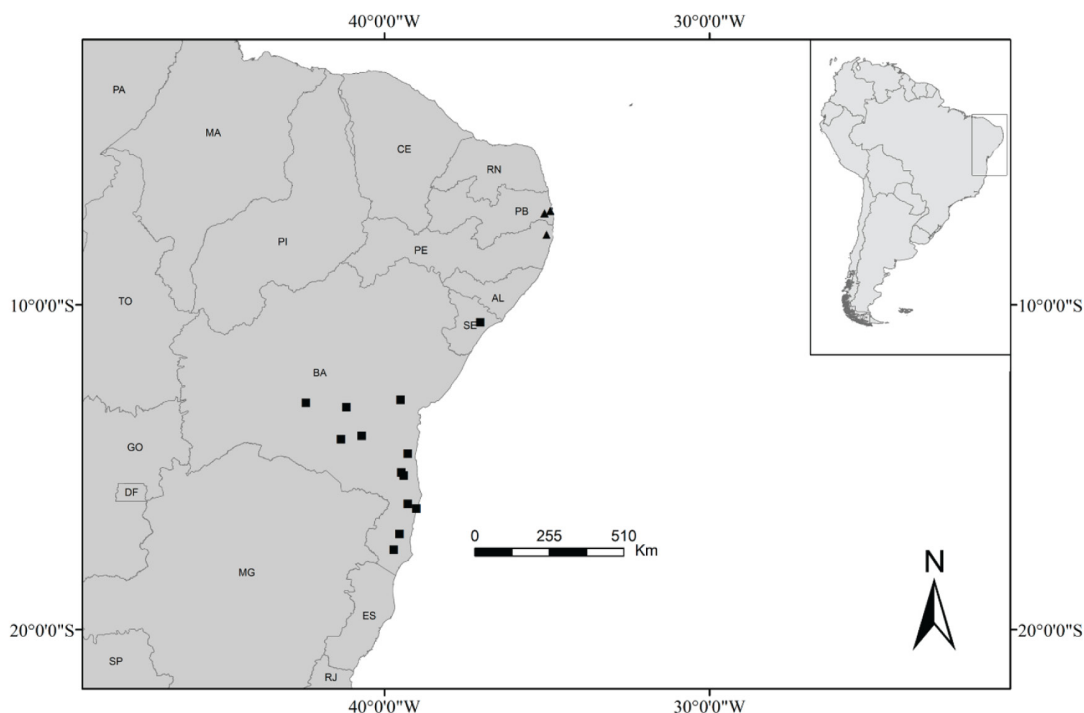 40°0'0"W 30°0'0"W
PA
MA
CE
RN
PB
PI
PE
TO
AL
10°0'0"S 10°0'0"S
SE
BA
GO
DF
0 255 510
Km
N
MG
ES
20°0'0"S 20°0'0"S
SP
RJ
40°0'0"W 30°0'0"W